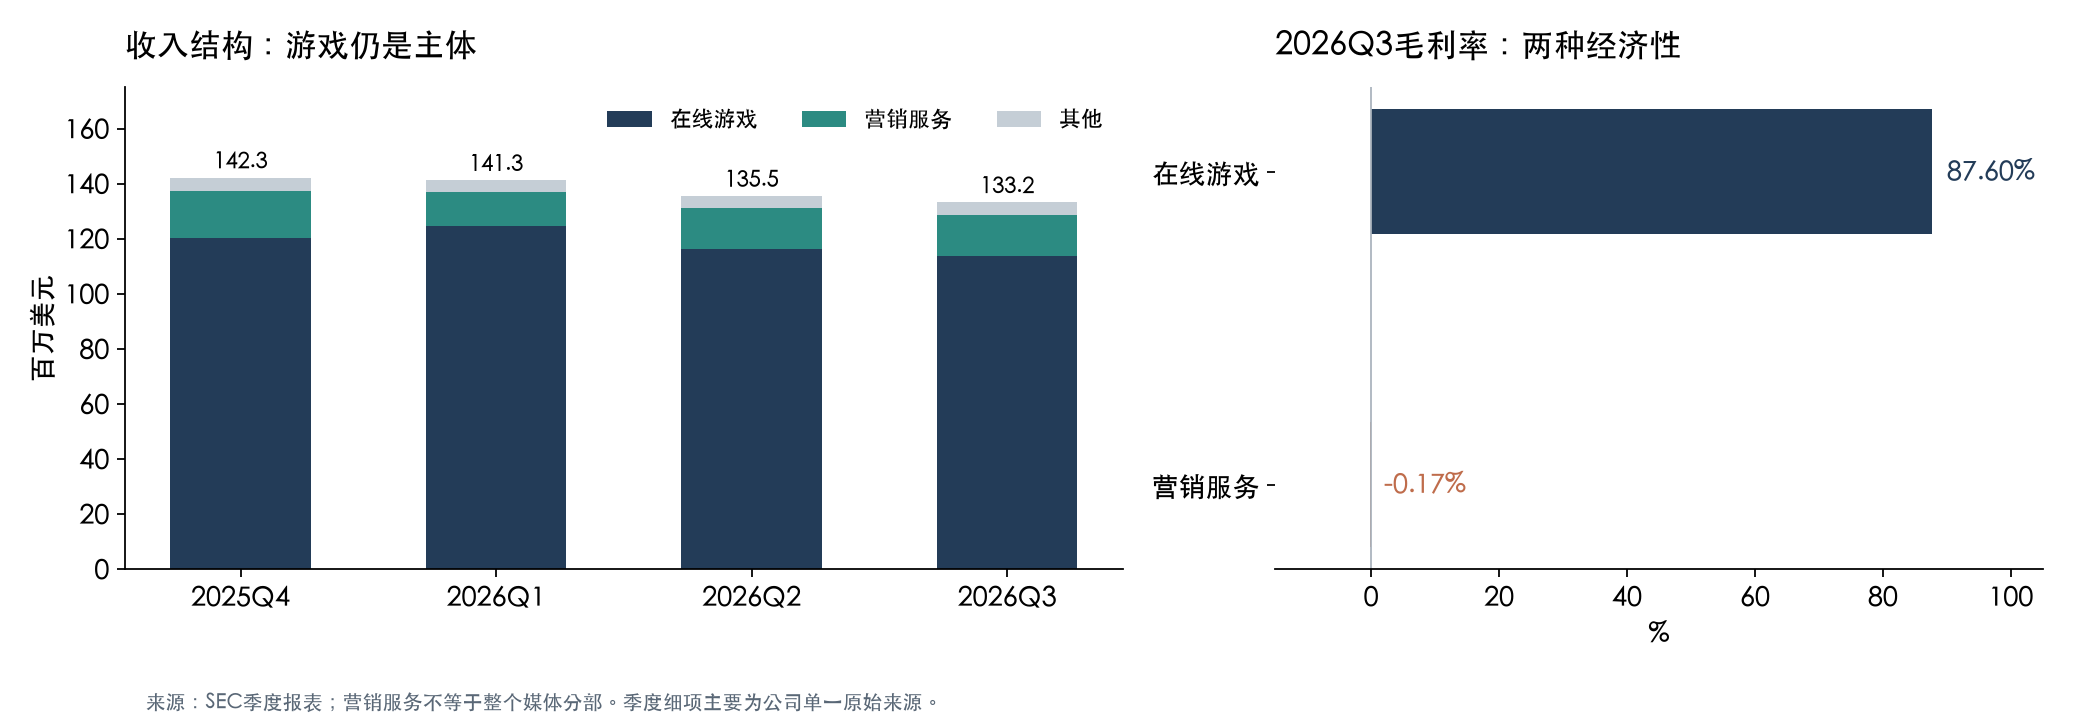 收入结构：游戏仍是主体
在线游戏 营销服务 其他
百万美元
160
140
120
100
80
60
40
20
0
142.3
141.3
135.5
133.2
2025Q4 2026Q1 2026Q2 2026Q3
2026Q3毛利率：两种经济性
在线游戏
87.60%
营销服务
-0.17%
0 20 40 60 80 100
%
来源：SEC季度报表；营销服务不等于整个媒体分部。季度细项主要为公司单一原始来源。